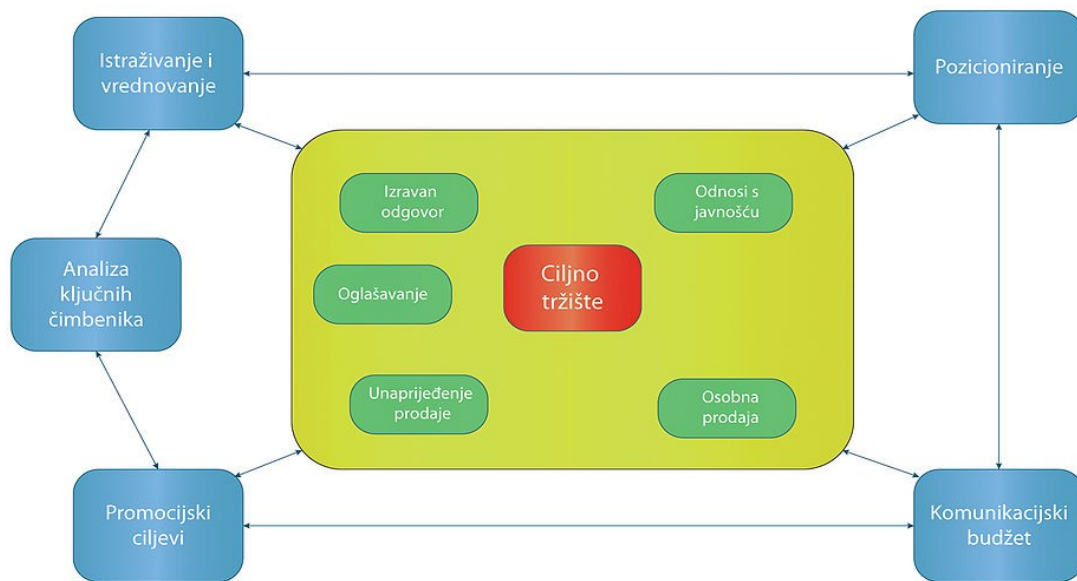 Istraživanje i
vrednovanje
Pozicioniranje
Izravan
odgovor
Odnosi s
javnošću
Analiza
ključnih
čimbenika
Oglašavanje
Ciljno
tržište
Unaprijeđenje
prodaje
Osobna
prodaja
Promocijski
ciljevi
Komunikacijski
budžet